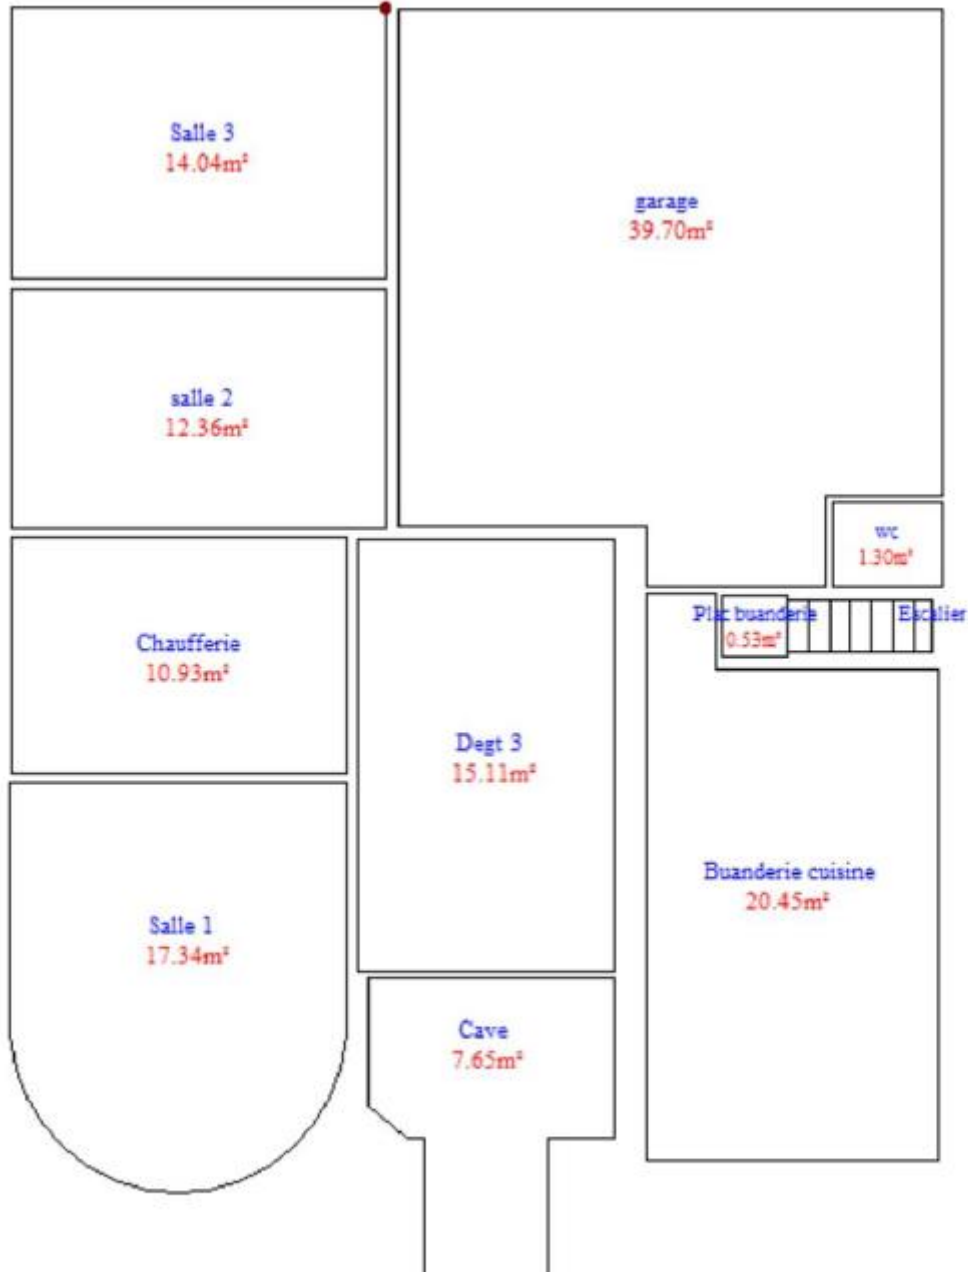 Salle 3
14.04m²
garage
39.70m²
salle 2
12.36m²
wc
1.30m²
Plac buanderie
0.53m²
Escalier
Chaufferie
10.93m²
Degt 3
15.11m²
Buanderie cuisine
20.45m²
Salle 1
17.34m²
Cave
7.65m²